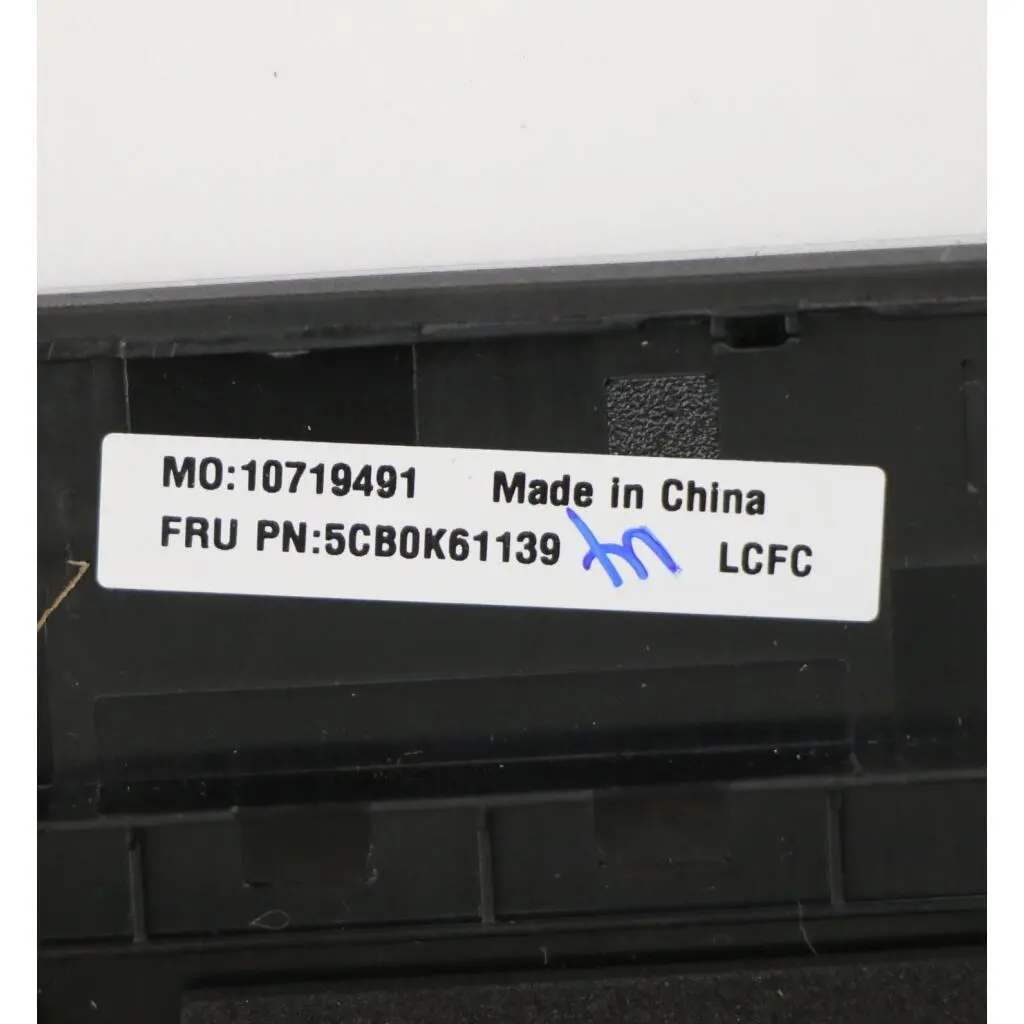 MO:10719491 Made in China
FRU PN:5CB0K61139 LCFC